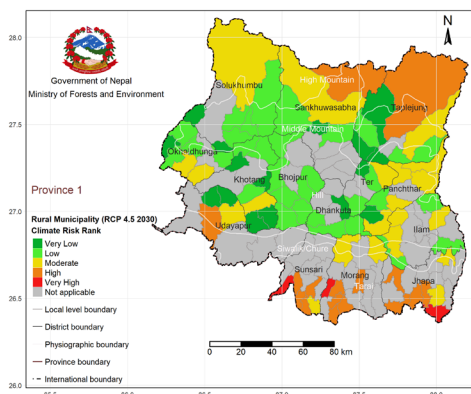 28.0
27.5
27.0
26.5
26.0
N
Government of Nepal
Ministry of Forests and Environment
Province 1
Rural Municipality (RCP 4.5 2030)
Climate Risk Rank
Very Low
Low
Moderate
High
Very High
Not applicable
Local level boundary
District boundary
Physiographic boundary
Province boundary
International boundary
High Mountain
Solukhumbu
Sankhuwasabha
Taplejung
Middle Mountain
Okhaldhunga
Khotang
Bhojpur
Ter
Panchthar
Hill
Dhankuta
Udayapur
Ilam
Siwalik/Chure
Sunsari
Morang
Jhapa
Tarai
0 20 40 60 80 km